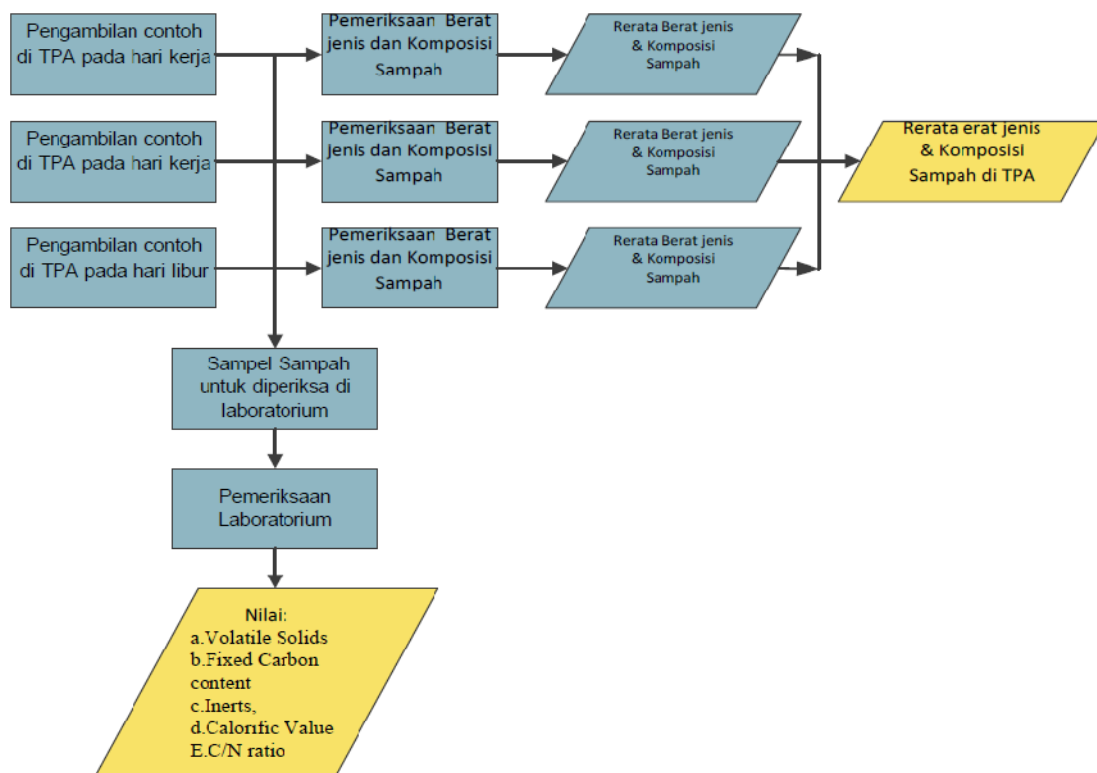 Pengambilan contoh
di TPA pada hari kerja
Pemeriksaan Berat
jenis dan Komposisi
Sampah
Rerata Berat jenis
& Komposisi
Sampah
Pengambilan contoh
di TPA pada hari kerja
Pemeriksaan Berat
jenis dan Komposisi
Sampah
Rerata Berat jenis
& Komposisi
Sampah
Rerata erat jenis
& Komposisi
Sampah di TPA
Pengambilan contoh
di TPA pada hari libur
Pemeriksaan Berat
jenis dan Komposisi
Sampah
Rerata Berat jenis
& Komposisi
Sampah
Sampel Sampah
untuk diperiksa di
laboratorium
Pemeriksaan
Laboratorium
Nilai:
a.Volatile Solids
b.Fixed Carbon
content
c.Inerts,
d.Calorific Value
E.C/N ratio